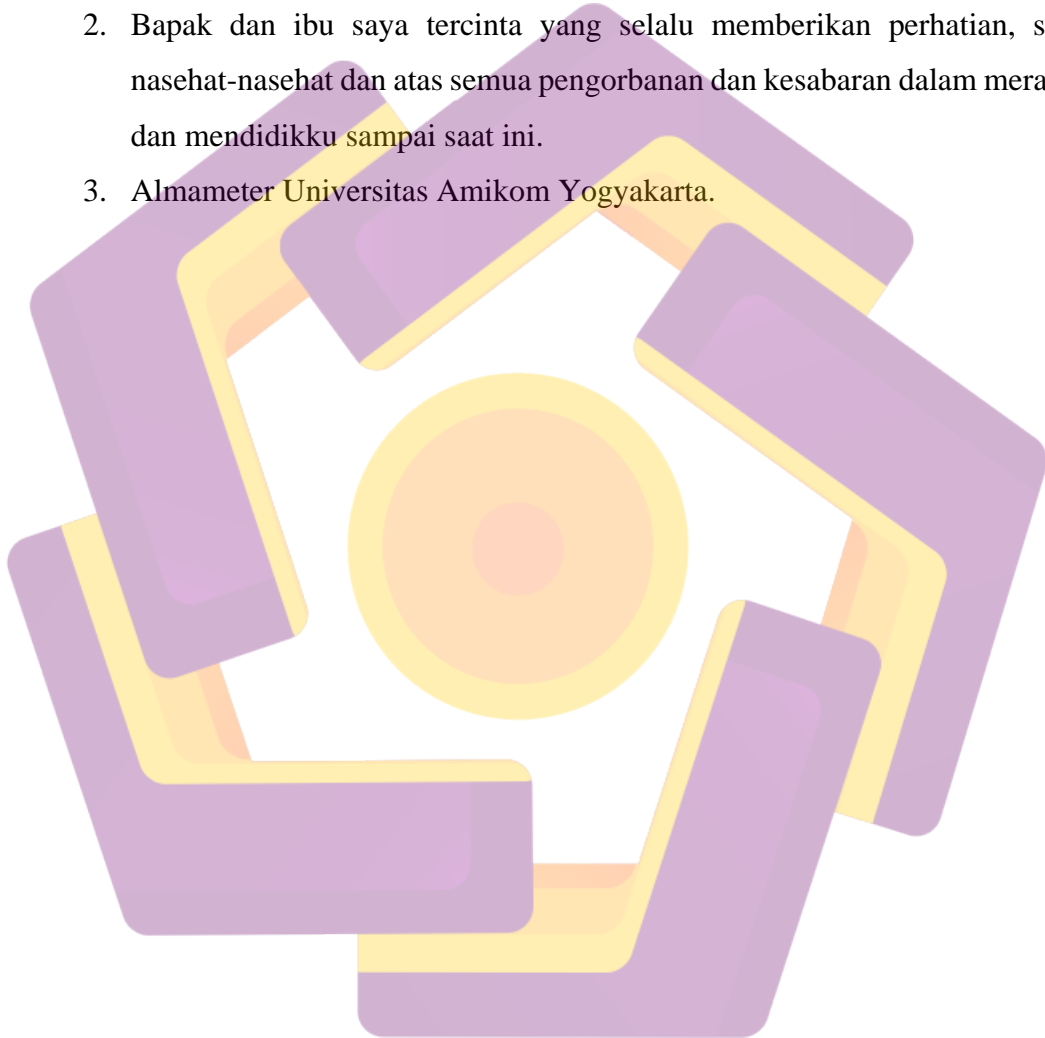 2. Bapak dan ibu saya tercinta yang selalu memberikan perhatian,
nasehat-nasehat dan atas semua pengorbanan dan kesabaran dalam
dan mendidikku sampai saat ini.
3. Almameter Universitas Amikom Yogyakarta.